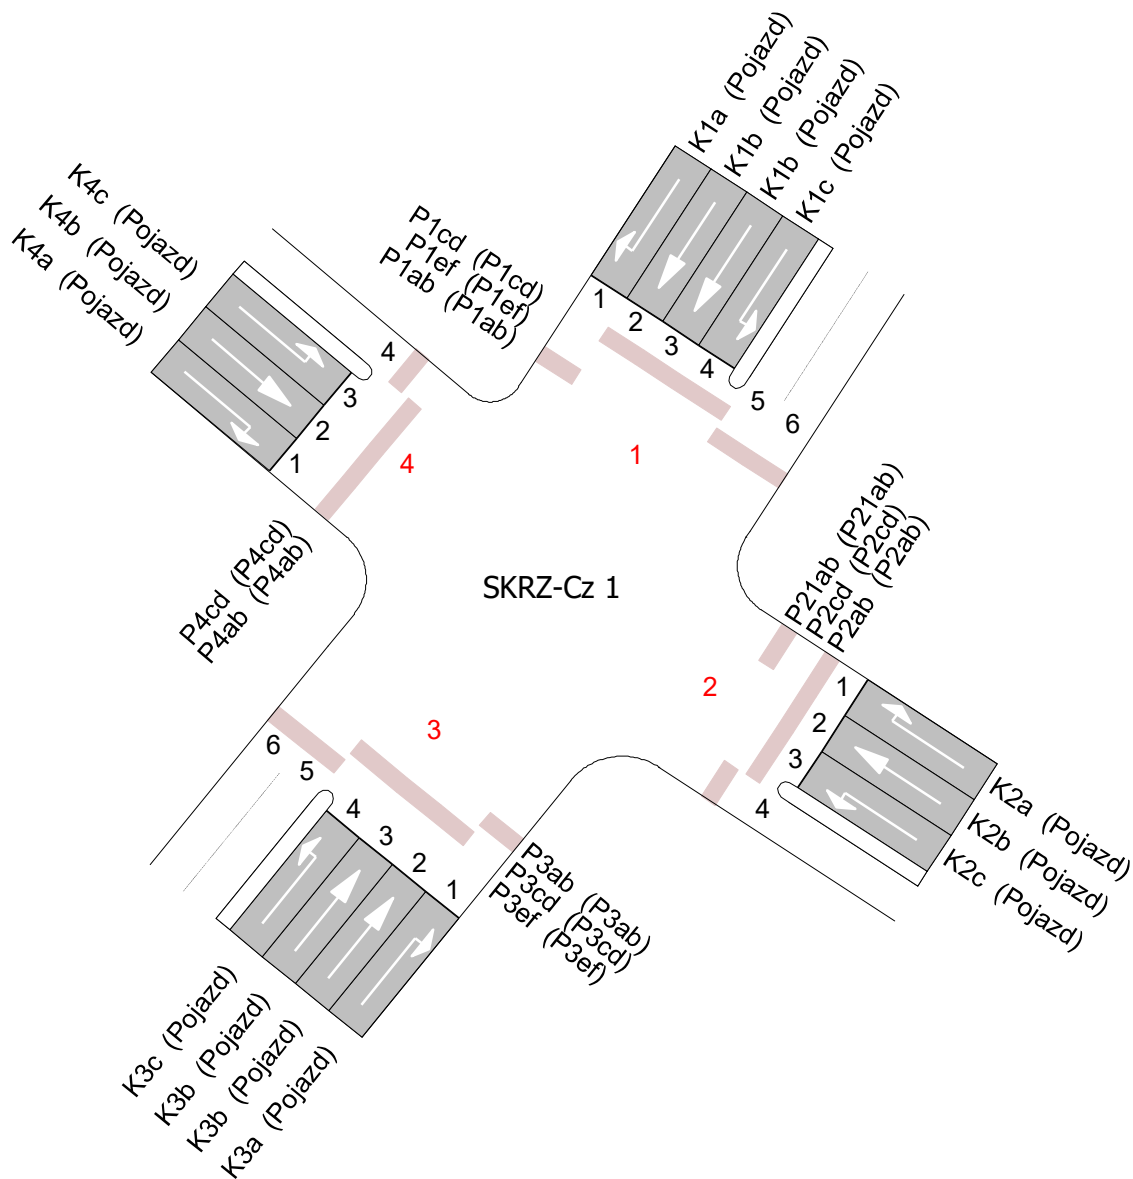 K1a (Pojazd)
K1b (Pojazd)
K1b (Pojazd)
K1c (Pojazd)
K4c (Pojazd)
K4b (Pojazd)
K4a (Pojazd)
P1cd (P1cd)
P1ef (P1ef)
P1ab (P1ab)
1
2
3
4
5
6
4
3
2
1
1
4
P21ab (P21ab)
P2cd (P2cd)
P2ab (P2ab)
P4cd (P4cd)
P4ab (P4ab)
SKRZ-Cz 1
2
1
2
3
4
3
6
5
4
3
2
1
K2a (Pojazd)
K2b (Pojazd)
K2c (Pojazd)
P3ab (P3ab)
P3cd (P3cd)
P3ef (P3ef)
K3c (Pojazd)
K3b (Pojazd)
K3b (Pojazd)
K3a (Pojazd)